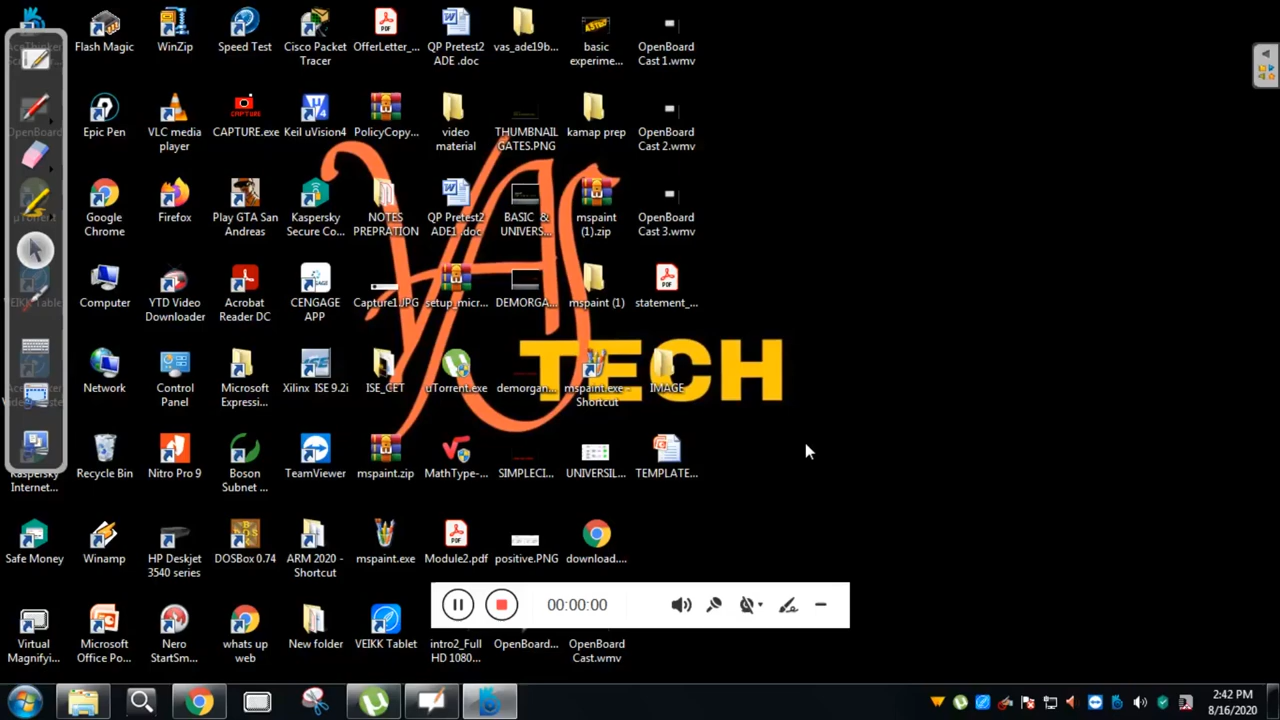 Flash Magic
WinZip
Speed Test
Cisco Packet
Tracer
OfferLetter_...
QP Pretest2
ADE .doc
vas_ade19b...
basic
experime...
OpenBoard
Cast 1.wmv
OpenBoard
Epic Pen
VLC media
player
CAPTURE.exe
Keil uVision4
PolicyCopy...
video
material
THUMBNAIL
GATES.PNG
kamap prep
OpenBoard
Cast 2.wmv
µTorrent
Google
Chrome
Firefox
Play GTA San
Andreas
Kaspersky
Secure Co...
NOTES
PREPRATION
QP Pretest2
ADE1 .doc
BASIC &
UNIVERS...
mspaint
(1).zip
OpenBoard
Cast 3.wmv
VEIKK Tablet
Computer
YTD Video
Downloader
Acrobat
Reader DC
CENGAGE
APP
Capture1.JPG
setup_micr...
DEMORGA...
mspaint (1)
statement_...
VAS
TECH
Network
Control
Panel
Microsoft
Expressi...
Xilinx ISE 9.2i
ISE_CET
uTorrent.exe
demorgan...
mspaint.exe -
Shortcut
IMAGE
Kaspersky
Internet...
Recycle Bin
Nitro Pro 9
Boson
Subnet ...
TeamViewer
mspaint.zip
MathType-...
SIMPLECI...
UNIVERSIL...
TEMPLATE...
Safe Money
Winamp
HP Deskjet
3540 series
DOSBox 0.74
ARM 2020 -
Shortcut
mspaint.exe
Module2.pdf
positive.PNG
download....
00:00:00
Virtual
Magnifyi...
Microsoft
Office Po...
Nero
StartSm...
whats up
web
New folder
VEIKK Tablet
intro2_Full
HD 1080...
OpenBoard...
OpenBoard
Cast.wmv
2:42 PM
8/16/2020